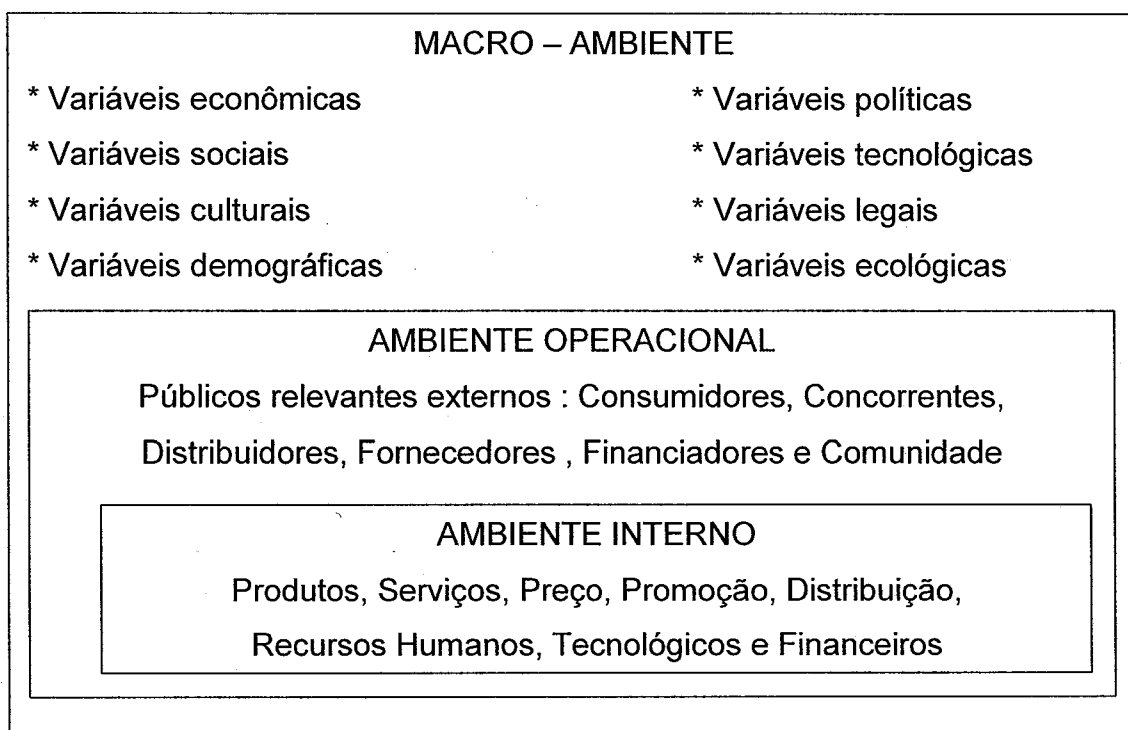 MACRO – AMBIENTE
* Variáveis econômicas
* Variáveis políticas
* Variáveis sociais
* Variáveis tecnológicas
* Variáveis culturais
* Variáveis legais
* Variáveis demográficas
* Variáveis ecológicas
AMBIENTE OPERACIONAL
Públicos relevantes externos : Consumidores, Concorrentes,
Distribuidores, Fornecedores , Financiadores e Comunidade
AMBIENTE INTERNO
Produtos, Serviços, Preço, Promoção, Distribuição,
Recursos Humanos, Tecnológicos e Financeiros